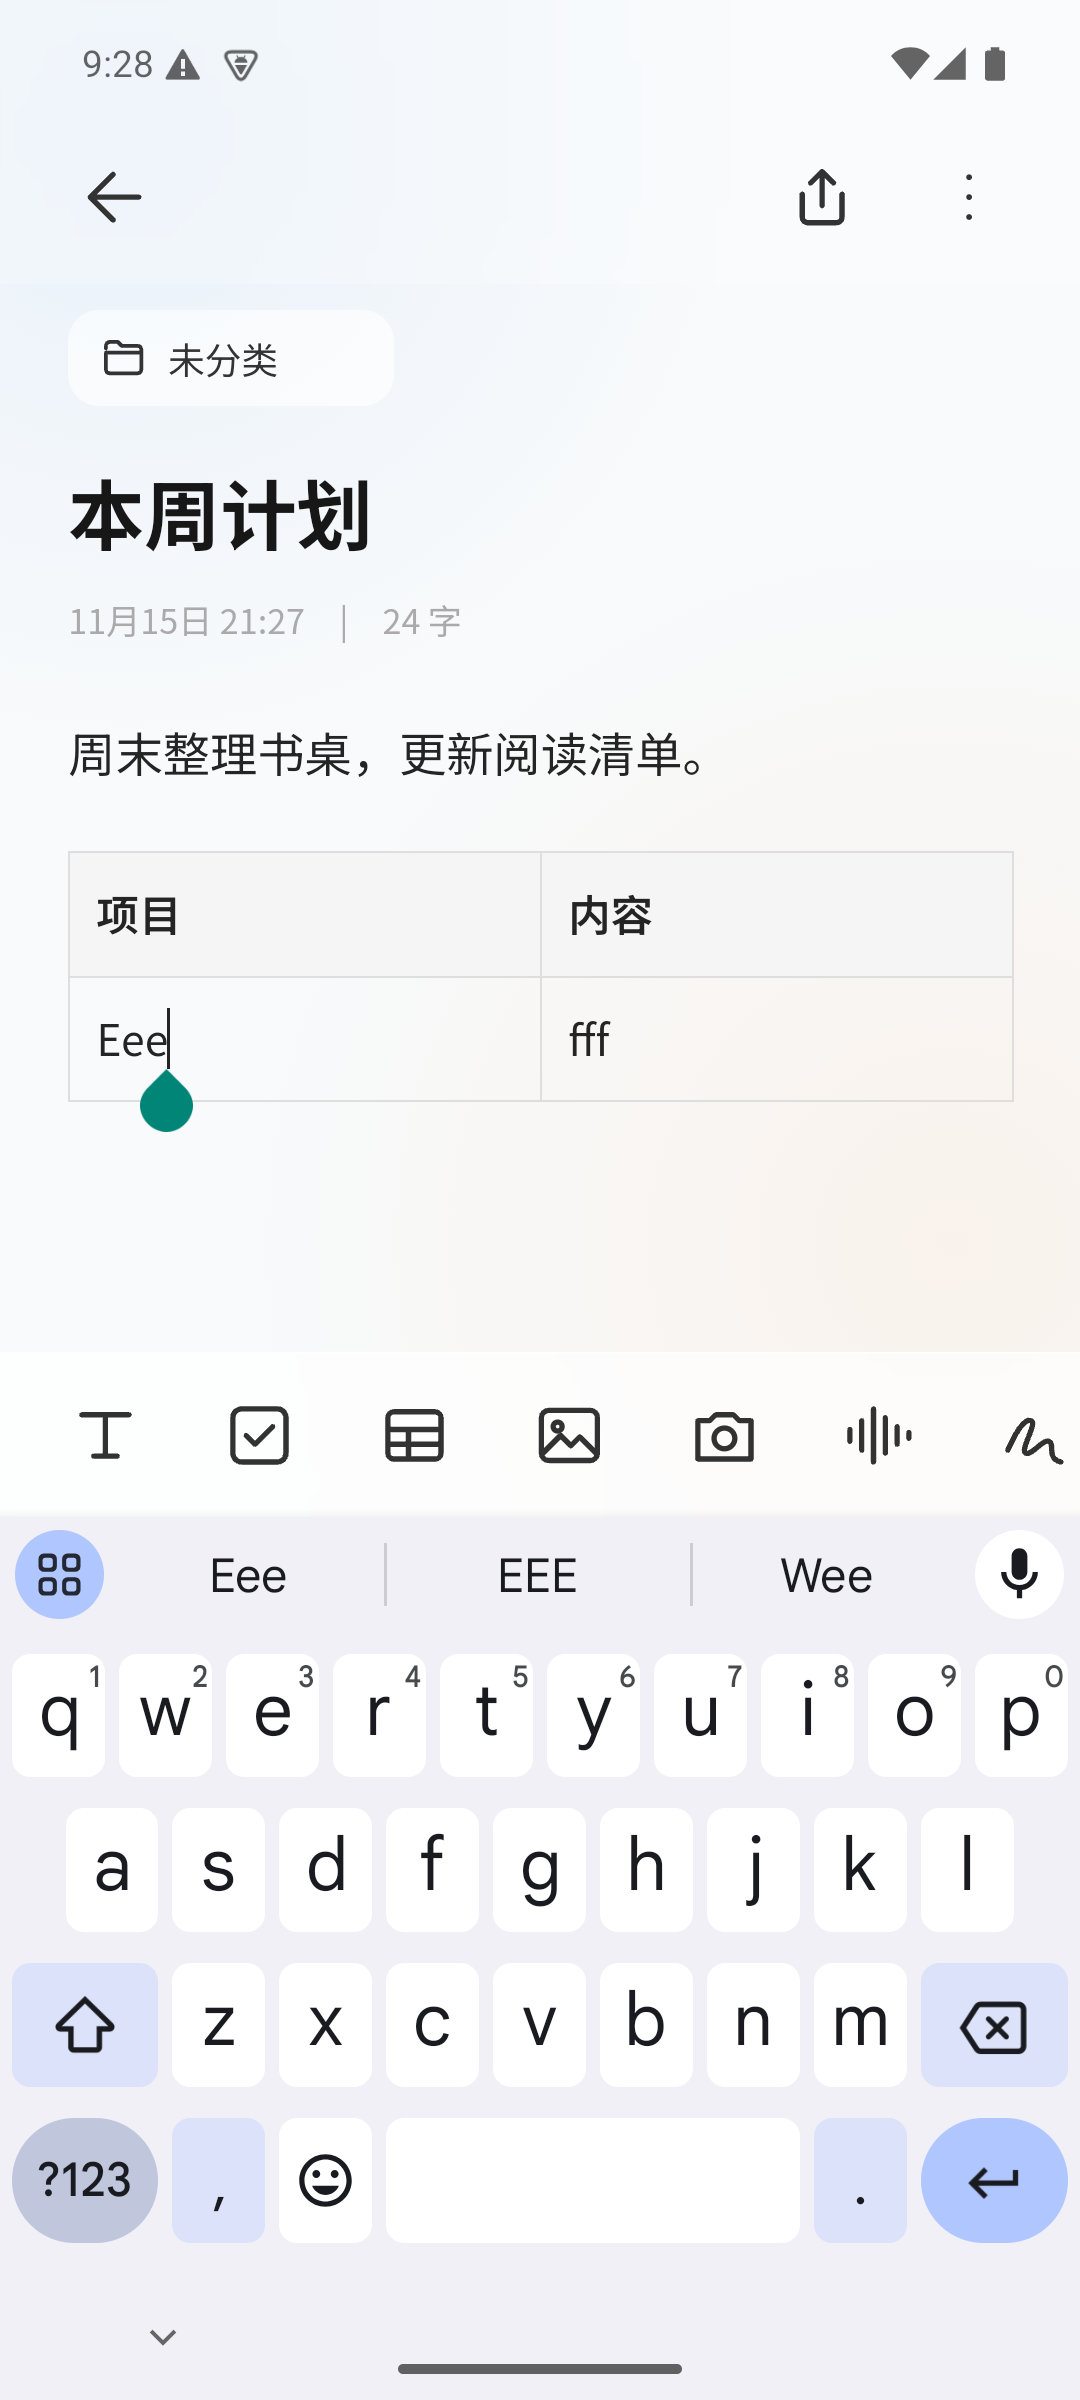 9:28
未分类
本周计划
11月15日 21:27 | 24 字
周末整理书桌，更新阅读清单。
项目 内容
Eee fff
Eee EEE Wee
q1 w2 e3 r4 t5 y6 u7 i8 o9 p0
a s d f g h j k l
z x c v b n m
?123 , .